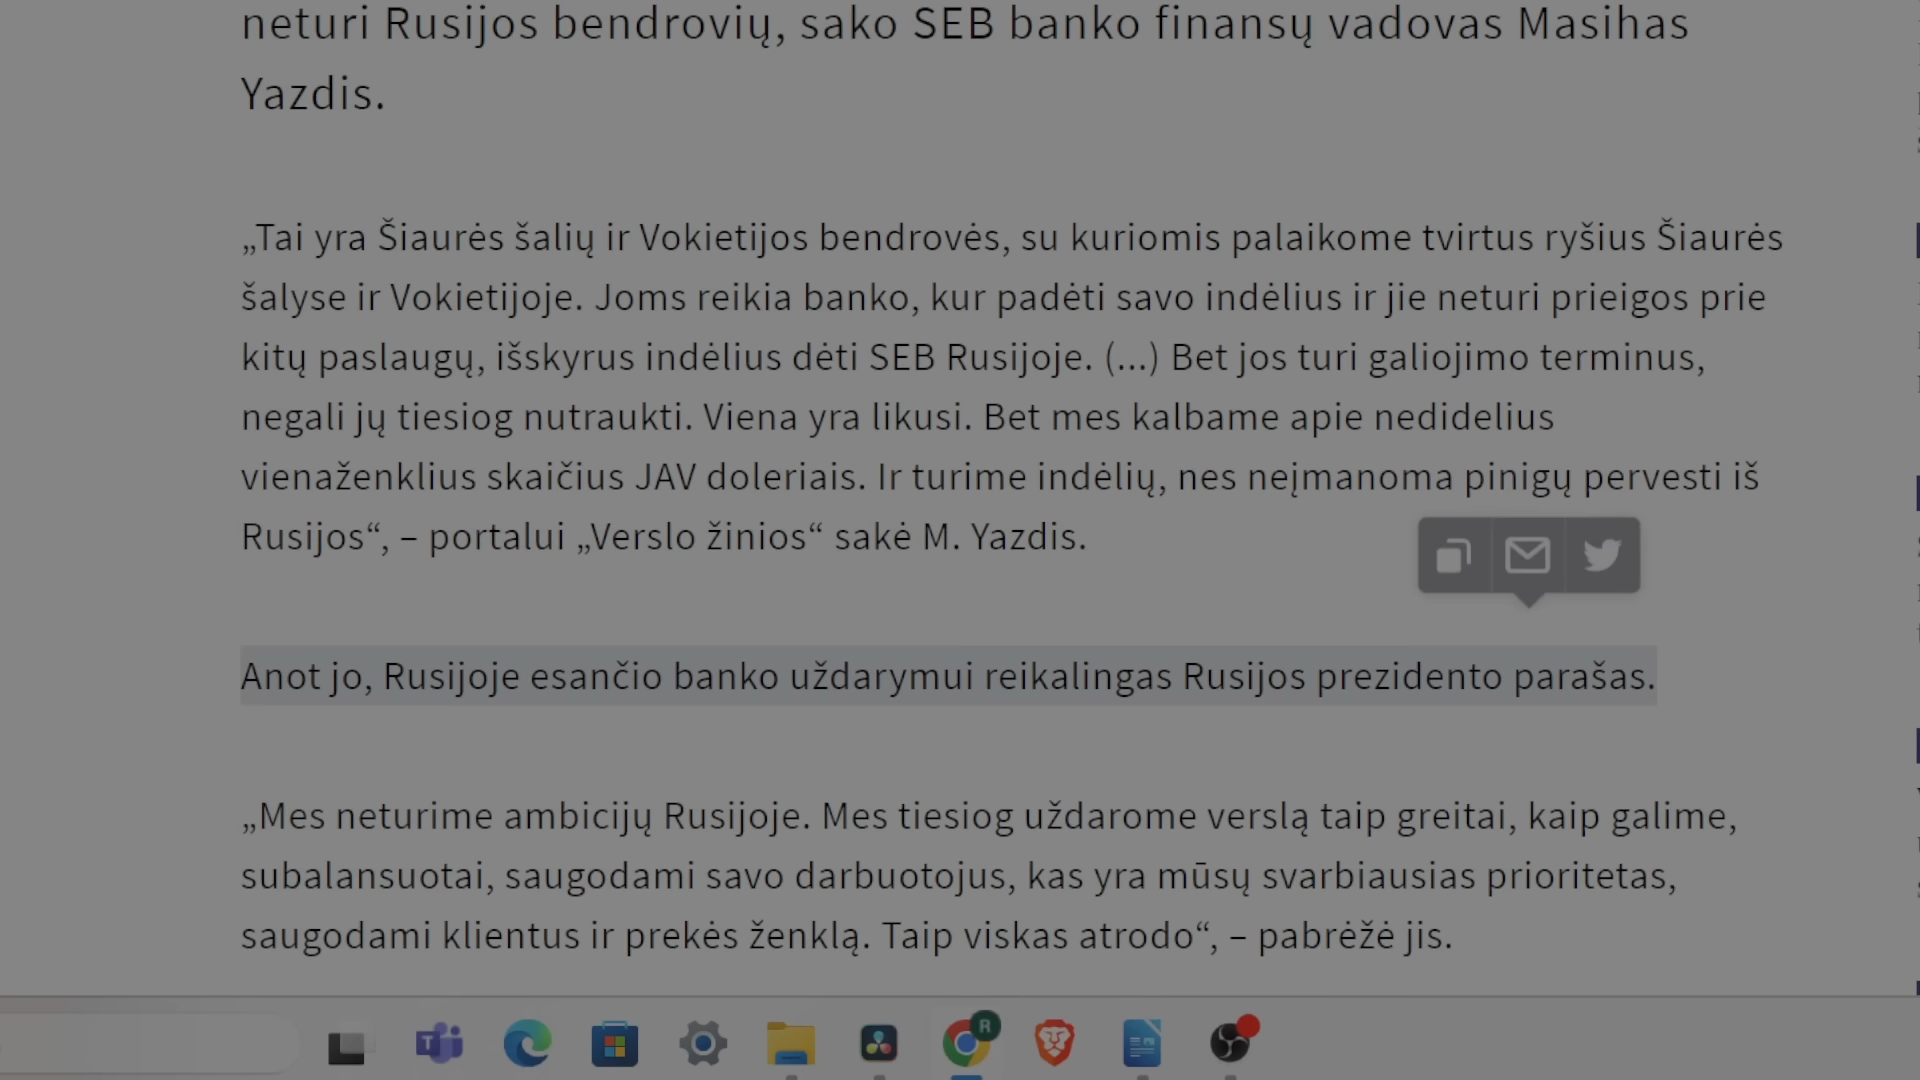 neturi Rusijos bendrovių, sako SEB banko finansų vadovas Masihas
Yazdis.
„Tai yra Šiaurės šalių ir Vokietijos bendrovės, su kuriomis palaikome tvirtus ryšius Šiaurės
šalyse ir Vokietijoje. Joms reikia banko, kur padėti savo indėlius ir jie neturi prieigos prie
kitų paslaugų, išskyrus indėlius dėti SEB Rusijoje. (...) Bet jos turi galiojimo terminus,
negali jų tiesiog nutraukti. Viena yra likusi. Bet mes kalbame apie nedidelius
vienaženklius skaičius JAV doleriais. Ir turime indėlių, nes neįmanoma pinigų pervesti iš
Rusijos“, – portalui „Verslo žinios“ sakė M. Yazdis.
Anot jo, Rusijoje esančio banko uždarymui reikalingas Rusijos prezidento parašas.
„Mes neturime ambicijų Rusijoje. Mes tiesiog uždarome verslą taip greitai, kaip galime,
subalansuotai, saugodami savo darbuotojus, kas yra mūsų svarbiausias prioritetas,
saugodami klientus ir prekės ženklą. Taip viskas atrodo“, – pabrėžė jis.
R